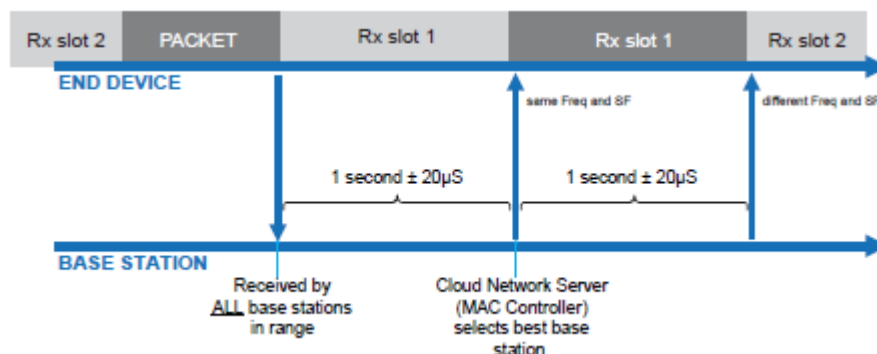 Rx slot 2 PACKET Rx slot 1 Rx slot 1 Rx slot 2
END DEVICE
same Freq and SF different Freq and SF
1 second ± 20µS 1 second ± 20µS
BASE STATION
Received by
ALL base stations
in range
Cloud Network Server
(MAC Controller)
selects best base
station